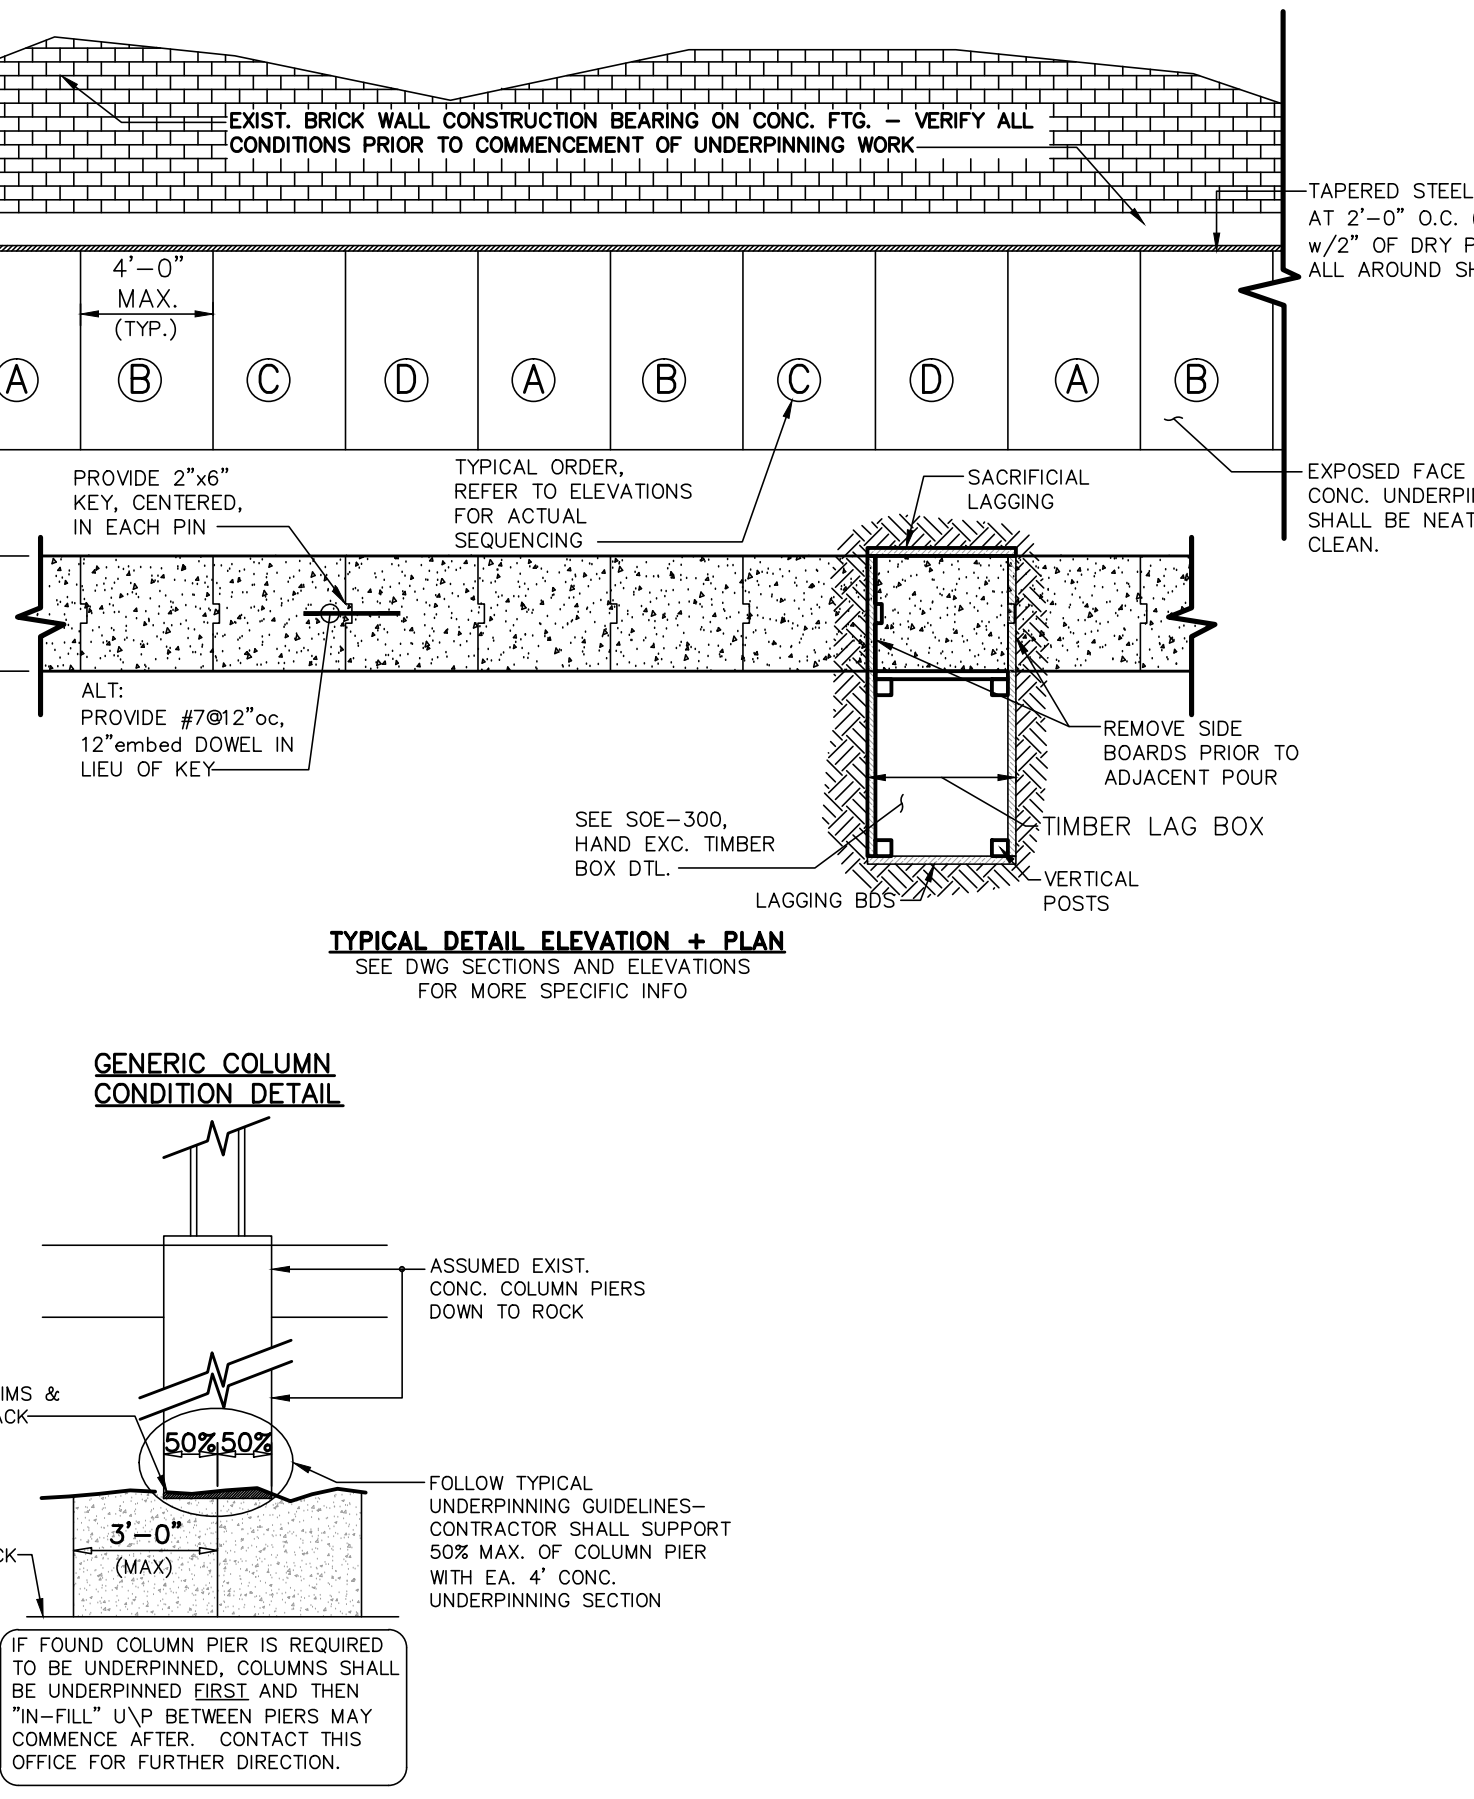 EXIST. BRICK WALL CONSTRUCTION BEARING ON CONC. FTG. – VERIFY ALL
CONDITIONS PRIOR TO COMMENCEMENT OF UNDERPINNING WORK
TAPERED STEEL
AT 2'-0" O.C.
w/2" OF DRY
ALL AROUND
4'-0"
MAX.
(TYP.)
A B C D A B C D A B
PROVIDE 2"x6"
KEY, CENTERED,
IN EACH PIN
TYPICAL ORDER,
REFER TO ELEVATIONS
FOR ACTUAL
SEQUENCING
SACRIFICIAL
LAGGING
EXPOSED FACE
CONC.
SHALL BE NEAT
CLEAN.
ALT:
PROVIDE #7@12"oc,
12"embed DOWEL IN
LIEU OF KEY
REMOVE SIDE
BOARDS PRIOR TO
ADJACENT POUR
SEE SOE-300,
HAND EXC. TIMBER
BOX DTL.
TIMBER LAG BOX
LAGGING BDS
VERTICAL
POSTS
TYPICAL DETAIL ELEVATION + PLAN
SEE DWG SECTIONS AND ELEVATIONS
FOR MORE SPECIFIC INFO
GENERIC COLUMN
CONDITION DETAIL
ASSUMED EXIST.
CONC. COLUMN PIERS
DOWN TO ROCK
IMS &
ACK
50% 50%
FOLLOW TYPICAL
UNDERPINNING GUIDELINES–
CONTRACTOR SHALL SUPPORT
50% MAX. OF COLUMN PIER
WITH EA. 4' CONC.
UNDERPINNING SECTION
3'-0"
(MAX)
CK
IF FOUND COLUMN PIER IS REQUIRED
TO BE UNDERPINNED, COLUMNS SHALL
BE UNDERPINNED FIRST AND THEN
"IN-FILL" U\P BETWEEN PIERS MAY
COMMENCE AFTER. CONTACT THIS
OFFICE FOR FURTHER DIRECTION.